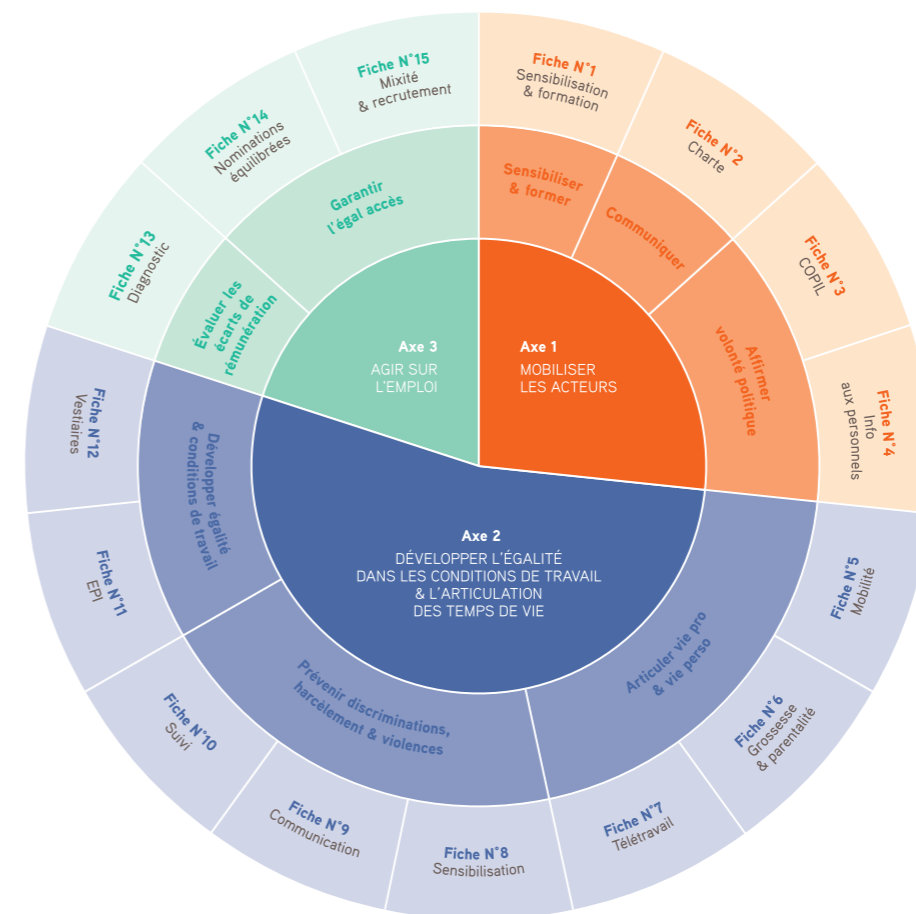 Axe 1
MOBILISER
LES ACTEURS
Sensibiliser
& former
Fiche N°1
Sensibilisation
& formation
Communiquer
Fiche N°2
Charte
Affirmer
volonté politique
Fiche N°3
COPIL
Fiche N°4
Info
aux personnels
Axe 2
DÉVELOPPER L'ÉGALITÉ
DANS LES CONDITIONS DE TRAVAIL
& L'ARTICULATION
DES TEMPS DE VIE
Articuler vie pro
& vie perso
Fiche N°5
Mobilité
Fiche N°6
Grossesse
& parentalité
Fiche N°7
Télétravail
Prévenir discriminations,
harcèlement & violences
Fiche N°8
Sensibilisation
Fiche N°9
Communication
Fiche N°10
Suivi
Développer égalité
& conditions de travail
Fiche N°11
EPI
Fiche N°12
Vestiaires
Axe 3
AGIR SUR
L'EMPLOI
Évaluer les
écarts de
rémunération
Fiche N°13
Diagnostic
Garantir
l'égal accès
Fiche N°14
Nominations
équilibrées
Fiche N°15
Mixité
& recrutement